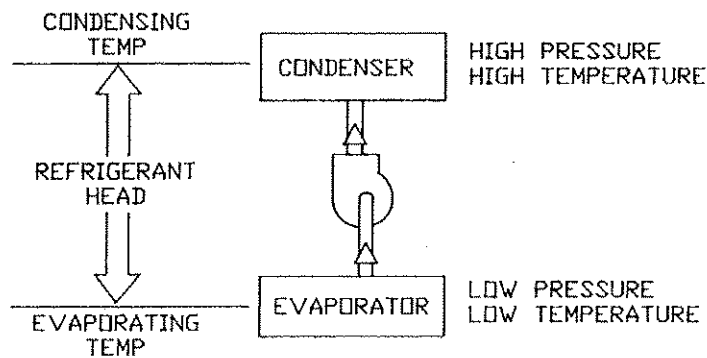 CONDENSING
TEMP
CONDENSER
HIGH PRESSURE
HIGH TEMPERATURE
REFRIGERANT
HEAD
EVAPORATOR
LOW PRESSURE
LOW TEMPERATURE
EVAPORATING
TEMP